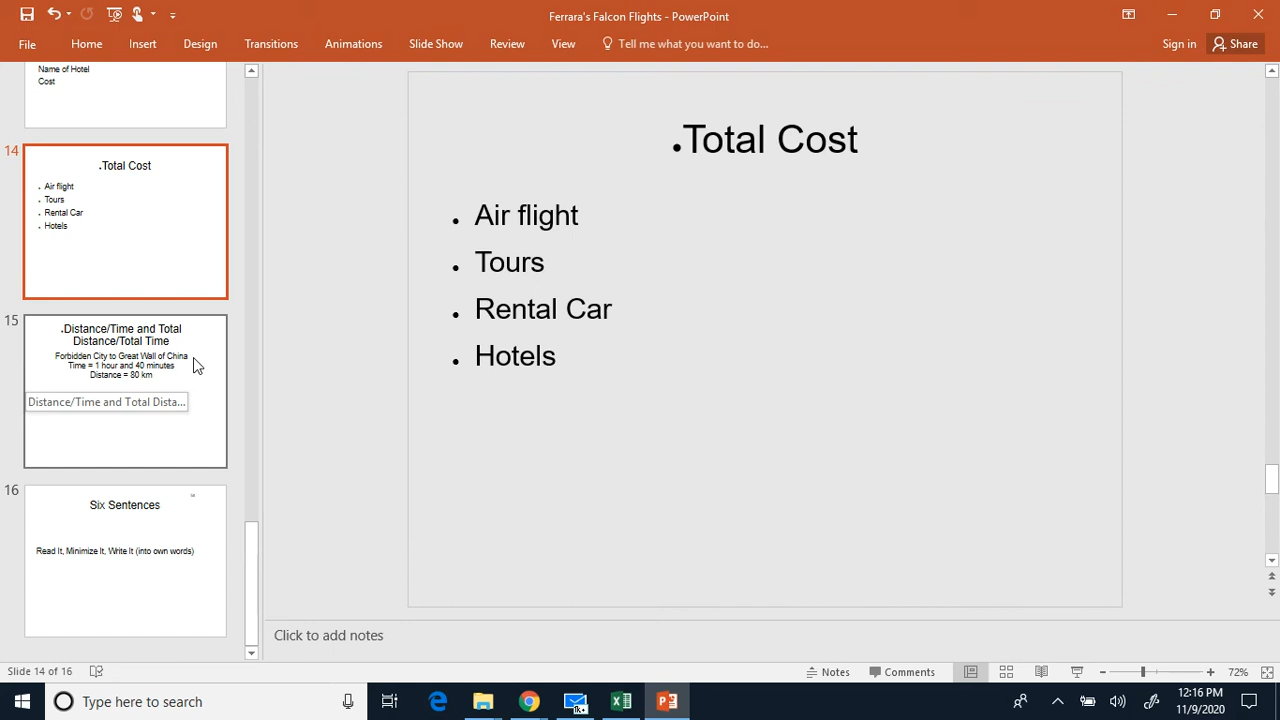 Ferrara's Falcon Flights - PowerPoint
File Home Insert Design Transitions Animations Slide Show Review View Tell me what you want to do... Sign in Share
Name of Hotel
Cost
14
.Total Cost
• Air flight
• Tours
• Rental Car
• Hotels
15
.Distance/Time and Total
Distance/Total Time
Forbidden City to Great Wall of China
Time = 1 hour and 40 minutes
Distance = 80 km
Distance/Time and Total Dista...
16
Six Sentences
Read It, Minimize It, Write It (into own words)
•Total Cost
• Air flight
• Tours
• Rental Car
• Hotels
Click to add notes
Slide 14 of 16 Notes Comments 72%
Type here to search 1K+ 12:16 PM
11/9/2020